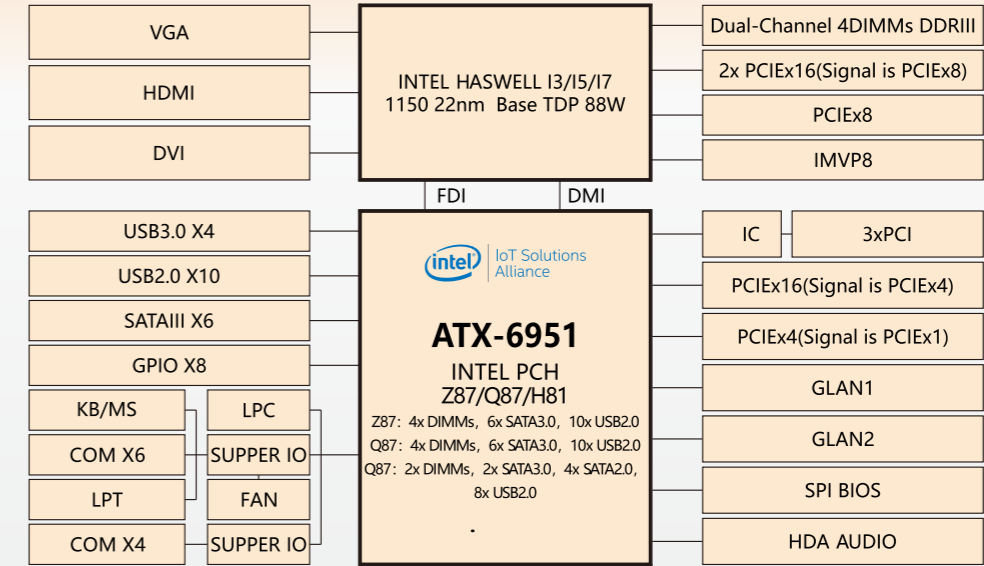 VGA
HDMI
DVI
INTEL HASWELL I3/I5/I7
1150 22nm Base TDP 88W
Dual-Channel 4DIMMs DDRIII
2x PCIEx16(Signal is PCIEx8)
PCIEx8
IMVP8
FDI
DMI
USB3.0 X4
USB2.0 X10
SATAIII X6
GPIO X8
KB/MS
LPC
COM X6
SUPPER IO
LPT
FAN
COM X4
SUPPER IO
intel
IoT Solutions
Alliance
ATX-6951
INTEL PCH
Z87/Q87/H81
Z87: 4x DIMMs, 6x SATA3.0, 10x USB2.0
Q87: 4x DIMMs, 6x SATA3.0, 10x USB2.0
Q87: 2x DIMMs, 2x SATA3.0, 4x SATA2.0,
8x USB2.0
.
IC
3xPCI
PCIEx16(Signal is PCIEx4)
PCIEx4(Signal is PCIEx1)
GLAN1
GLAN2
SPI BIOS
HDA AUDIO